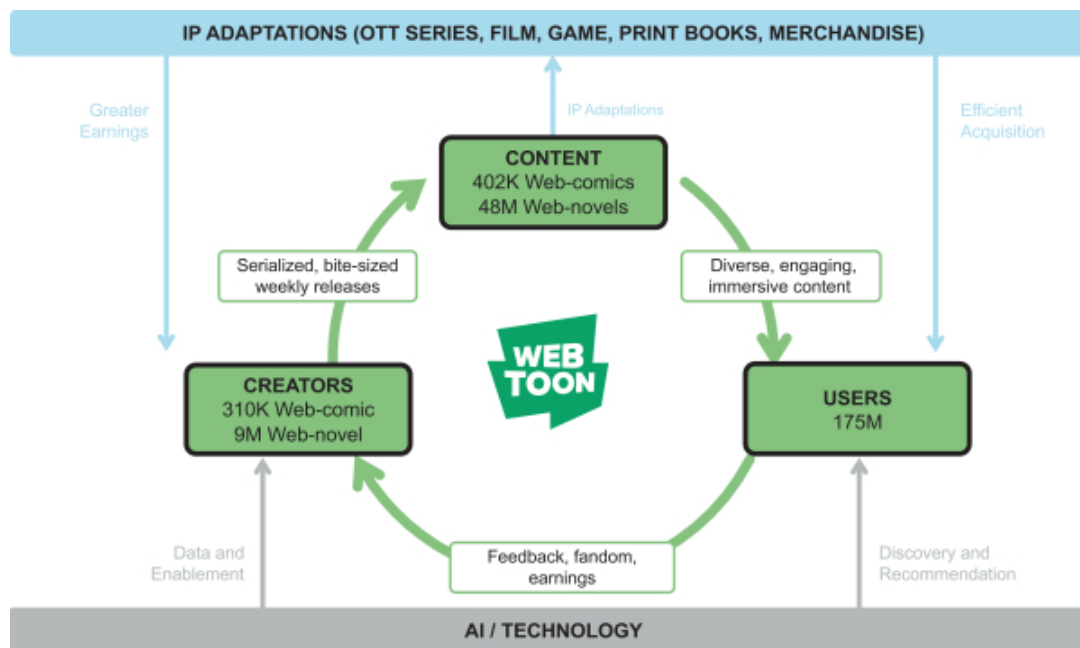 IP ADAPTATIONS (OTT SERIES, FILM, GAME, PRINT BOOKS, MERCHANDISE)
Greater
Earnings
IP Adaptations
Efficient
Acquisition
CONTENT
402K Web-comics
48M Web-novels
Serialized, bite-sized
weekly releases
Diverse, engaging,
immersive content
WEB
TOON
CREATORS
310K Web-comic
9M Web-novel
USERS
175M
Feedback, fandom,
earnings
Data and
Enablement
Discovery and
Recommendation
AI / TECHNOLOGY